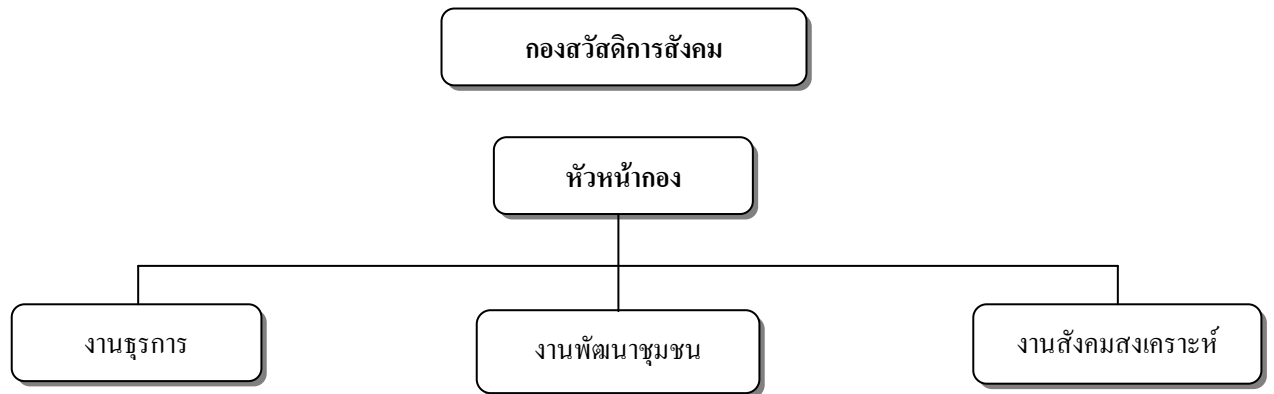 กองสวัสดิการสังคม
หัวหน้ากอง
งานธุรการ
งานพัฒนาชุมชน
งานสังคมสงเคราะห์